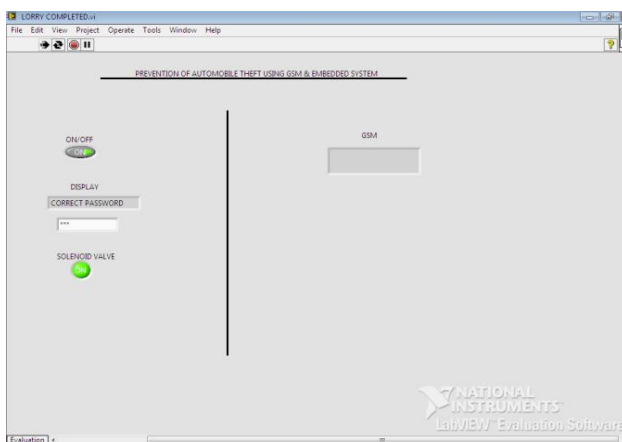 LORRY COMPLETED.vi
File Edit View Project Operate Tools Window Help
PREVENTION OF AUTOMOBILE THEFT USING GSM & EMBEDDED SYSTEM
ON/OFF
ON
GSM
DISPLAY
CORRECT PASSWORD
***
SOLENOID VALVE
ON
NATIONAL
INSTRUMENTS
LabVIEW Evaluation Software
Evaluation